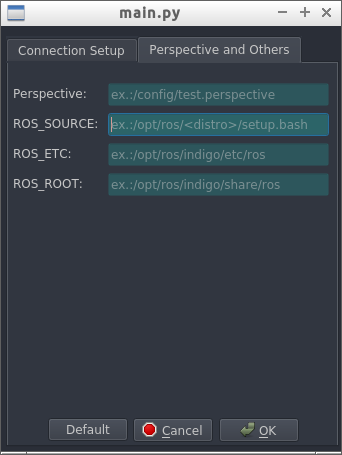 main.py
Connection Setup
Perspective and Others
Perspective: ex.:/config/test.perspective
ROS_SOURCE: ex.:/opt/ros/<distro>/setup.bash
ROS_ETC: ex.:/opt/ros/indigo/etc/ros
ROS_ROOT: ex.:/opt/ros/indigo/share/ros
Default
Cancel
OK